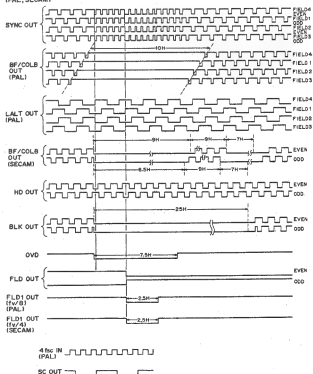 (PAL, SECAM)
SYNC OUT
FIELD4
EVEN
FIELD1
ODD
FIELD2
EVEN
FIELD3
ODD
10H
BF/COLB
OUT
(PAL)
FIELD4
FIELD1
FIELD2
FIELD3
LALT OUT
(PAL)
FIELD4
FIELD1
FIELD2
FIELD3
9H 9H 7H
BF/COLB
OUT
(SECAM)
EVEN
ODD
8.5H 9H 7H
HD OUT
EVEN
ODD
25H
BLK OUT
EVEN
ODD
OVD
7.5H
FLD OUT
EVEN
ODD
FLD1 OUT
(fv/8)
(PAL)
2.5H
FLD1 OUT
(fv/4)
(SECAM)
2.5H
4fsc IN
(PAL)
SC OUT